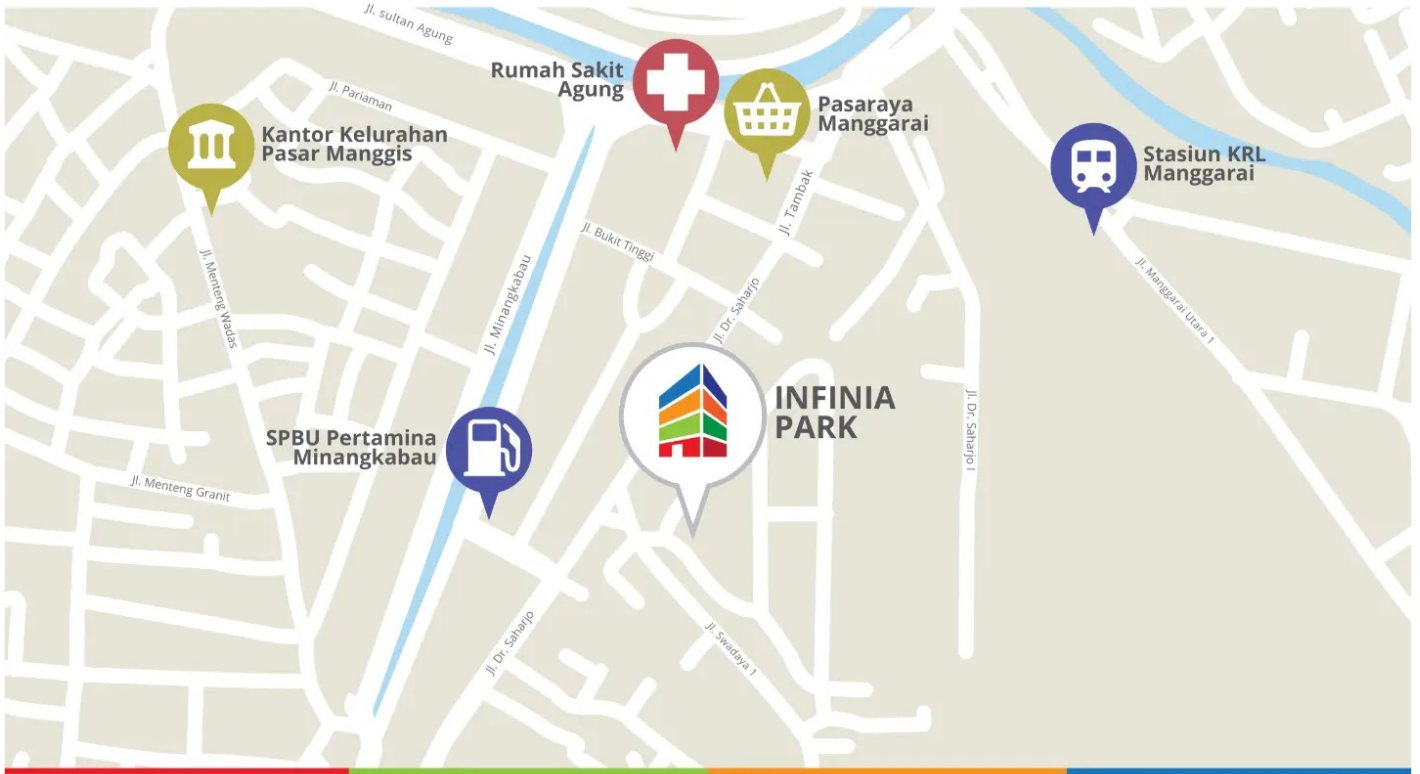 Jl. sultan Agung
Rumah Sakit
Agung
Jl. Pariaman
Pasaraya
Manggarai
Kantor Kelurahan
Pasar Manggis
Stasiun KRL
Manggarai
Jl. Tambak
Jl. Bukit Tinggi
Jl. Menteng Wadas
Jl. Minangkabau
Jl. Dr. Saharjo
Jl. Manggarai Utara 1
INFINIA
PARK
Jl. Dr. Saharjo I
SPBU Pertamina
Minangkabau
Jl. Menteng Granit
Jl. Dr. Saharjo
Jl. Swadaya 1